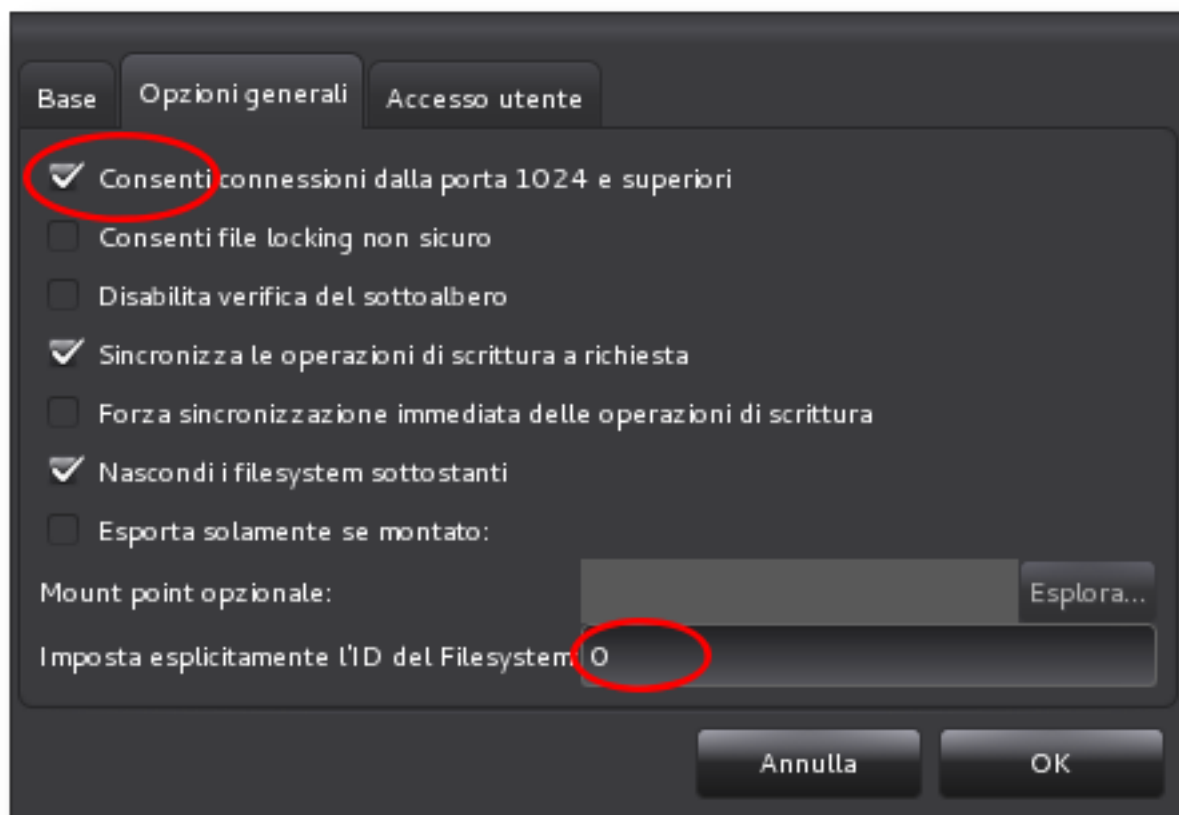 Base Opzioni generali Accesso utente
Consenti connessioni dalla porta 1024 e superiori
Consenti file locking non sicuro
Disabilita verifica del sottoalbero
Sincronizza le operazioni di scrittura a richiesta
Forza sincronizzazione immediata delle operazioni di scrittura
Nascondi i filesystem sottostanti
Esporta solamente se montato:
Mount point opzionale: Esplora...
Imposta esplicitamente l'ID del Filesystem: 0
Annulla OK